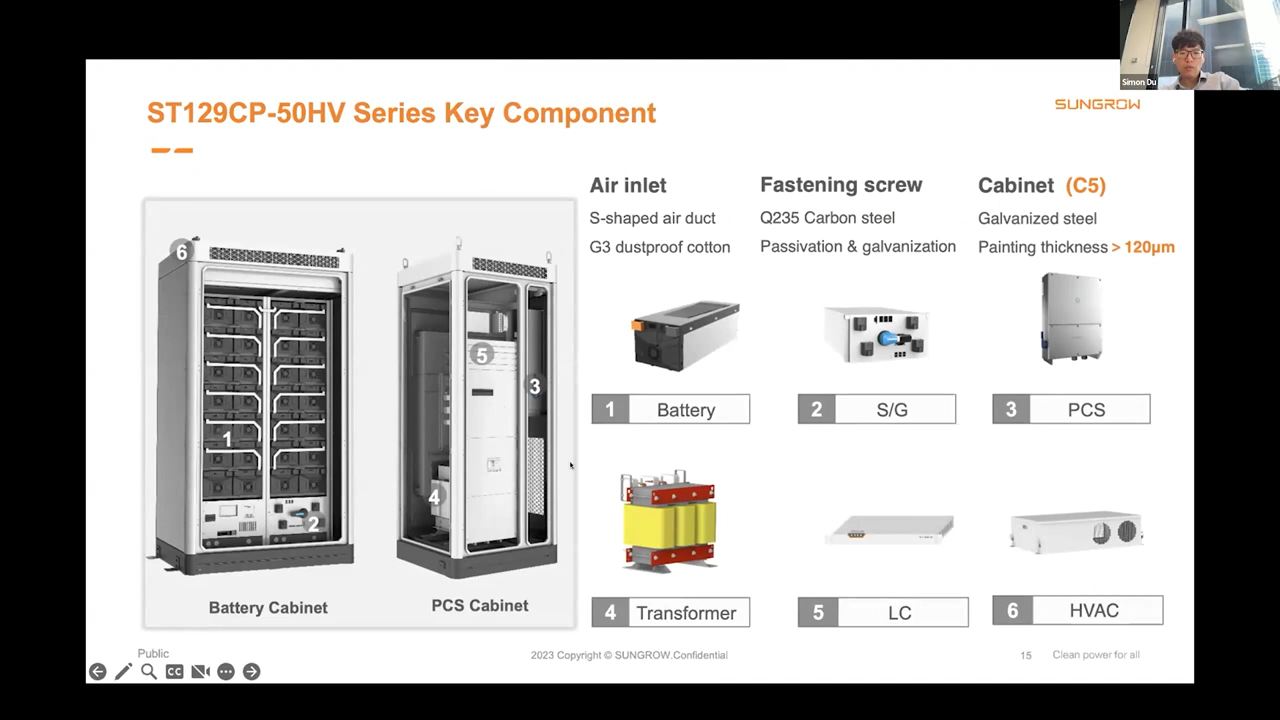 Simon Du
ST129CP-50HV Series Key Component
SUNGROW
Air inlet
S-shaped air duct
G3 dustproof cotton
Fastening screw
Q235 Carbon steel
Passivation & galvanization
Cabinet (C5)
Galvanized steel
Painting thickness > 120μm
6
1
2
5
3
4
Battery Cabinet
PCS Cabinet
1 Battery
2 S/G
3 PCS
4 Transformer
5 LC
6 HVAC
Public
2023 Copyright © SUNGROW.Confidential
15
Clean power for all
CC